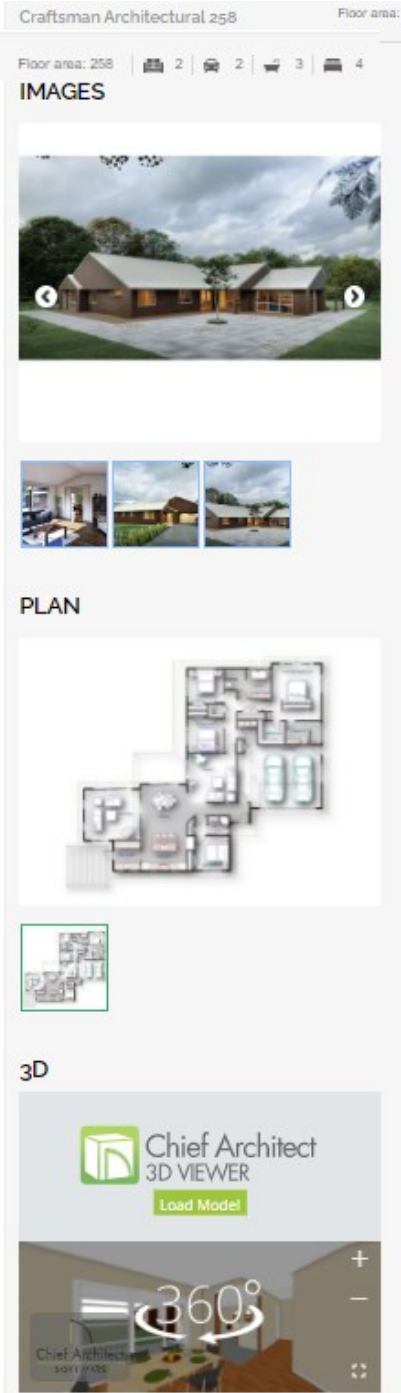 Craftsman Architectural 258
Floor area:
Floor area: 258 2 2 3 4
IMAGES
PLAN
3D
Chief Architect
3D VIEWER
Load Model
360°
Chief Architect
SOFTWARE